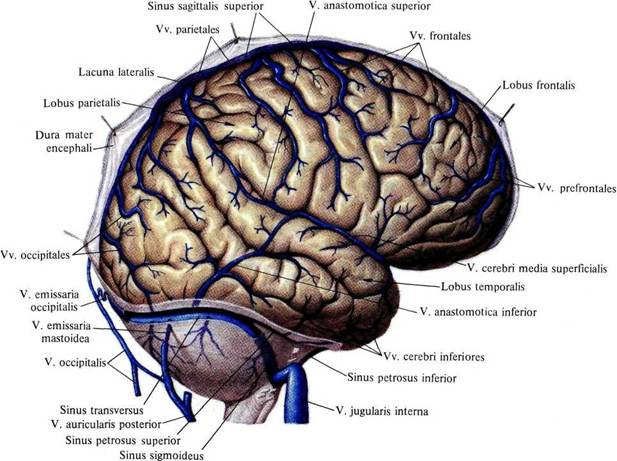 Sinus sagittalis superior
V. anastomotica superior
Vv. parietales
Vv. frontales
Lacuna lateralis
Lobus frontalis
Lobus parietalis
Dura mater
encephali
Vv. prefrontales
Vv. occipitales
V. cerebri media superficialis
Lobus temporalis
V. emissaria
occipitalis
V. anastomotica inferior
V. emissaria
mastoidea
Vv. cerebri inferiores
V. occipitalis
Sinus petrosus inferior
Sinus transversus
V. jugularis interna
V. auricularis posterior
Sinus petrosus superior
Sinus sigmoideus